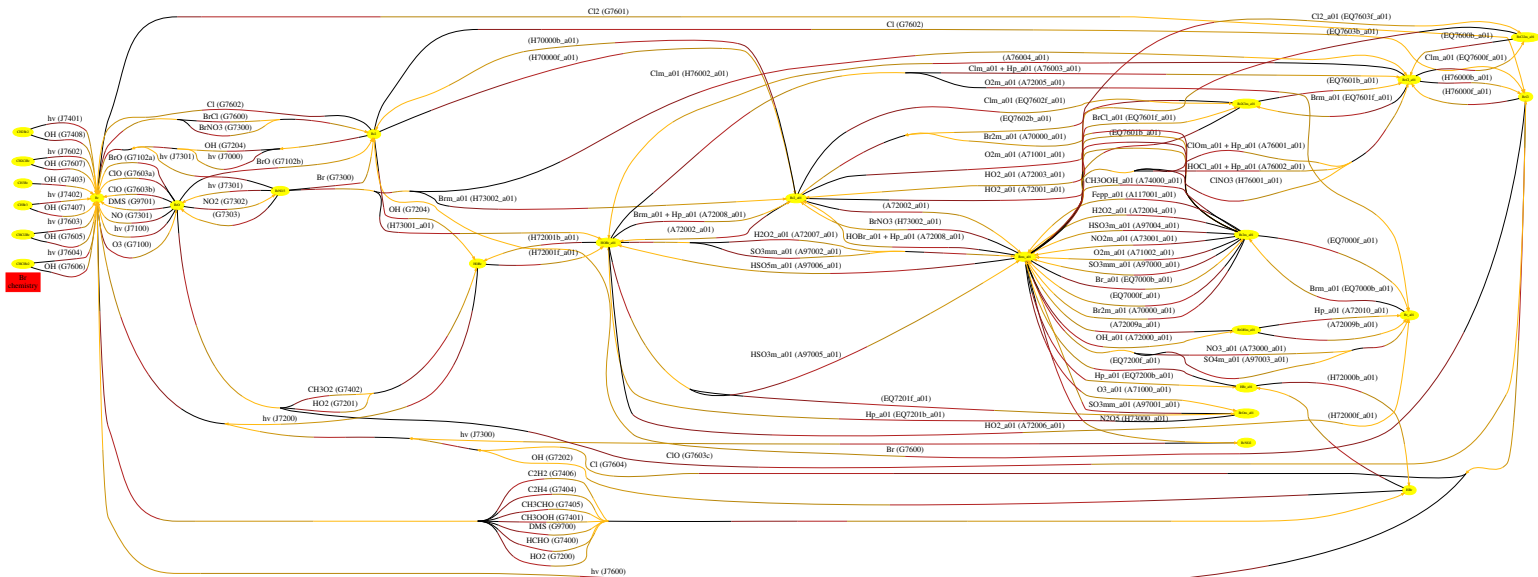 Cl2 (G7601)
Cl (G7602)
(H70000b_a01)
(H70000f_a01)
Clm_a01 (H76002_a01)
(A76004_a01)
Clm_a01 + Hp_a01 (A76003_a01)
O2m_a01 (A72005_a01)
Cl2_a01 (EQ7603f_a01)
(EQ7603b_a01)
(EQ7600b_a01)
Clm_a01 (EQ7600f_a01)
(H76000b_a01)
(H76000f_a01)
(EQ7601b_a01)
Brm_a01 (EQ7601f_a01)
Clm_a01 (EQ7602f_a01)
(EQ7602b_a01)
BrCl_a01 (EQ7601f_a01)
Br2m_a01 (A70000_a01)
(EQ7601b_a01)
O2m_a01 (A71001_a01)
HO2_a01 (A72003_a01)
HO2_a01 (A72001_a01)
ClOm_a01 + Hp_a01 (A76001_a01)
HOCl_a01 + Hp_a01 (A76002_a01)
ClNO3 (H76001_a01)
hv (J7401)
OH (G7408)
hv (J7602)
OH (G7607)
OH (G7403)
hv (J7402)
OH (G7407)
hv (J7603)
OH (G7605)
hv (J7604)
OH (G7606)
Br
chemistry
Cl (G7602)
BrCl (G7600)
BrNO3 (G7300)
OH (G7204)
BrO (G7102a)
hv (J7301)
hv (J7000)
BrO (G7102b)
ClO (G7603a)
ClO (G7603b)
DMS (G9701)
NO (G7301)
hv (J7100)
O3 (G7100)
hv (J7301)
NO2 (G7302)
(G7303)
Br (G7300)
Brm_a01 (H73002_a01)
OH (G7204)
(H73001_a01)
(H72001b_a01)
(H72001f_a01)
Brm_a01 + Hp_a01 (A72008_a01)
(A72002_a01)
H2O2_a01 (A72007_a01)
SO3mm_a01 (A97002_a01)
HSO5m_a01 (A97006_a01)
(A72002_a01)
BrNO3 (H73002_a01)
HOBr_a01 + Hp_a01 (A72008_a01)
CH3OOH_a01 (A74000_a01)
Fepp_a01 (A117001_a01)
H2O2_a01 (A72004_a01)
HSO3m_a01 (A97004_a01)
NO2m_a01 (A73001_a01)
O2m_a01 (A71002_a01)
SO3mm_a01 (A97000_a01)
Br_a01 (EQ7000b_a01)
(EQ7000f_a01)
Br2m_a01 (A70000_a01)
(A72009a_a01)
OH_a01 (A72000_a01)
(EQ7000f_a01)
Brm_a01 (EQ7000b_a01)
Hp_a01 (A72010_a01)
(A72009b_a01)
NO3_a01 (A73000_a01)
SO4m_a01 (A97003_a01)
(EQ7200f_a01)
Hp_a01 (EQ7200b_a01)
O3_a01 (A71000_a01)
SO3mm_a01 (A97001_a01)
N2O5 (H73000_a01)
(H72000b_a01)
(H72000f_a01)
HSO3m_a01 (A97005_a01)
(EQ7201f_a01)
Hp_a01 (EQ7201b_a01)
HO2_a01 (A72006_a01)
Br (G7600)
CH3O2 (G7402)
HO2 (G7201)
hv (J7200)
hv (J7300)
ClO (G7603c)
OH (G7202)
Cl (G7604)
C2H2 (G7406)
C2H4 (G7404)
CH3CHO (G7405)
CH3OOH (G7401)
DMS (G9700)
HCHO (G7400)
HO2 (G7200)
hv (J7600)